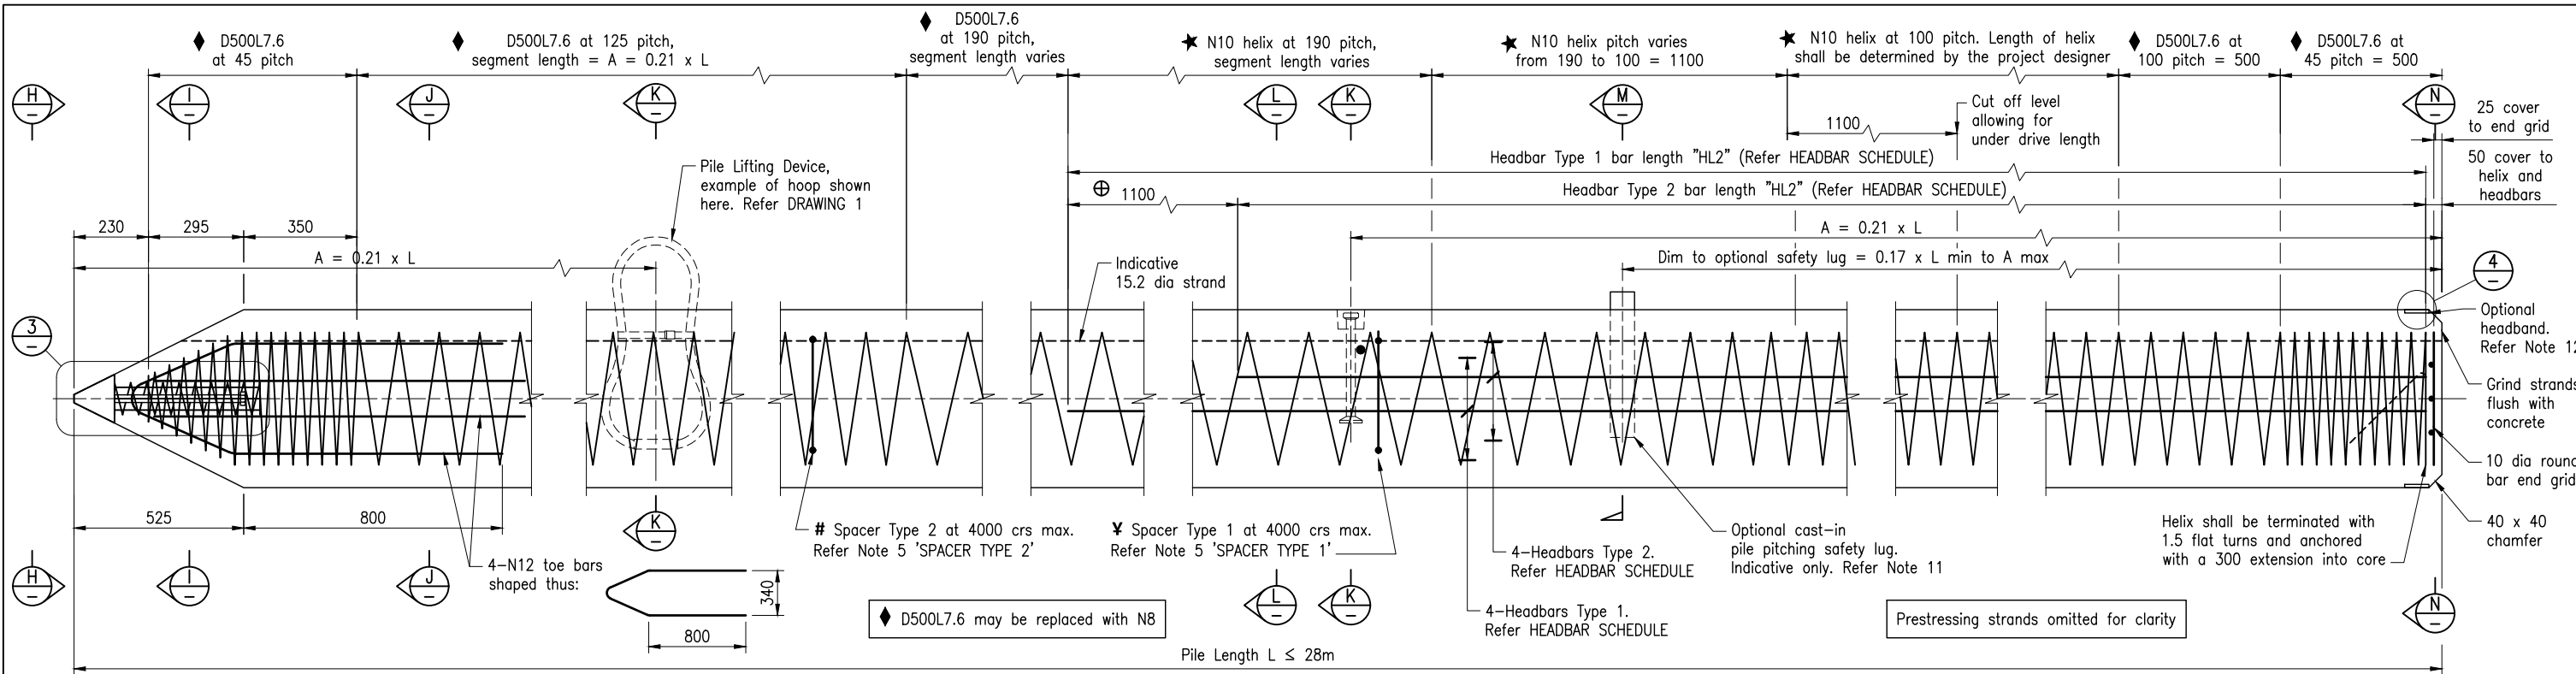 ♦ D500L7.6
at 45 pitch
♦ D500L7.6 at 125 pitch,
segment length = A = 0.21 x L
♦ D500L7.6
at 190 pitch,
segment length varies
★ N10 helix at 190 pitch,
segment length varies
★ N10 helix pitch varies
from 190 to 100 = 1100
★ N10 helix at 100 pitch. Length of helix
shall be determined by the project designer
♦ D500L7.6 at
100 pitch = 500
♦ D500L7.6 at
45 pitch = 500
H
–
I
–
J
–
K
–
L
–
K
–
M
–
N
–
1100
Cut off level
allowing for
under drive length
25 cover
to end grid
50 cover to
helix and
headbars
Headbar Type 1 bar length "HL2" (Refer HEADBAR SCHEDULE)
⊕ 1100
Headbar Type 2 bar length "HL2" (Refer HEADBAR SCHEDULE)
Pile Lifting Device,
example of hoop shown
here. Refer DRAWING 1
230
295
350
A = 0.21 x L
A = 0.21 x L
Dim to optional safety lug = 0.17 x L min to A max
Indicative
15.2 dia strand
3
–
4
–
Optional
headband.
Refer Note 12
Grind strands
flush with
concrete
10 dia round
bar end grid
40 x 40
chamfer
525
800
4-N12 toe bars
shaped thus:
340
800
# Spacer Type 2 at 4000 crs max.
Refer Note 5 'SPACER TYPE 2'
¥ Spacer Type 1 at 4000 crs max.
Refer Note 5 'SPACER TYPE 1'
4-Headbars Type 2.
Refer HEADBAR SCHEDULE
4-Headbars Type 1.
Refer HEADBAR SCHEDULE
Optional cast-in
pile pitching safety lug.
Indicative only. Refer Note 11
Helix shall be terminated with
1.5 flat turns and anchored
with a 300 extension into core
H
–
I
–
J
–
K
–
L
–
K
–
N
–
♦ D500L7.6 may be replaced with N8
Prestressing strands omitted for clarity
Pile Length L ≤ 28m